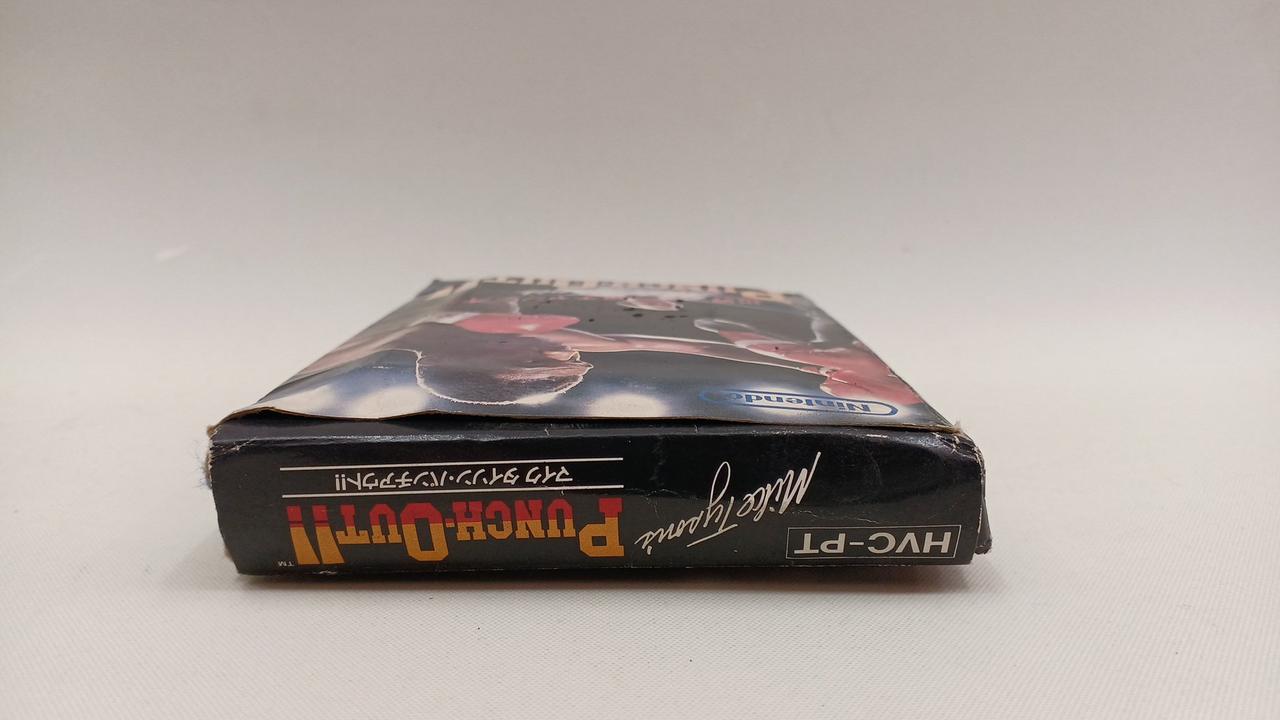 HVC-PT
Mike Tyson's
PUNCH-OUT!!™
マイク タイソン・パンチアウト!!
Nintendo